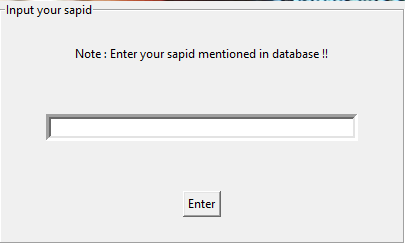 Input your sapid
Note : Enter your sapid mentioned in database !!
Enter